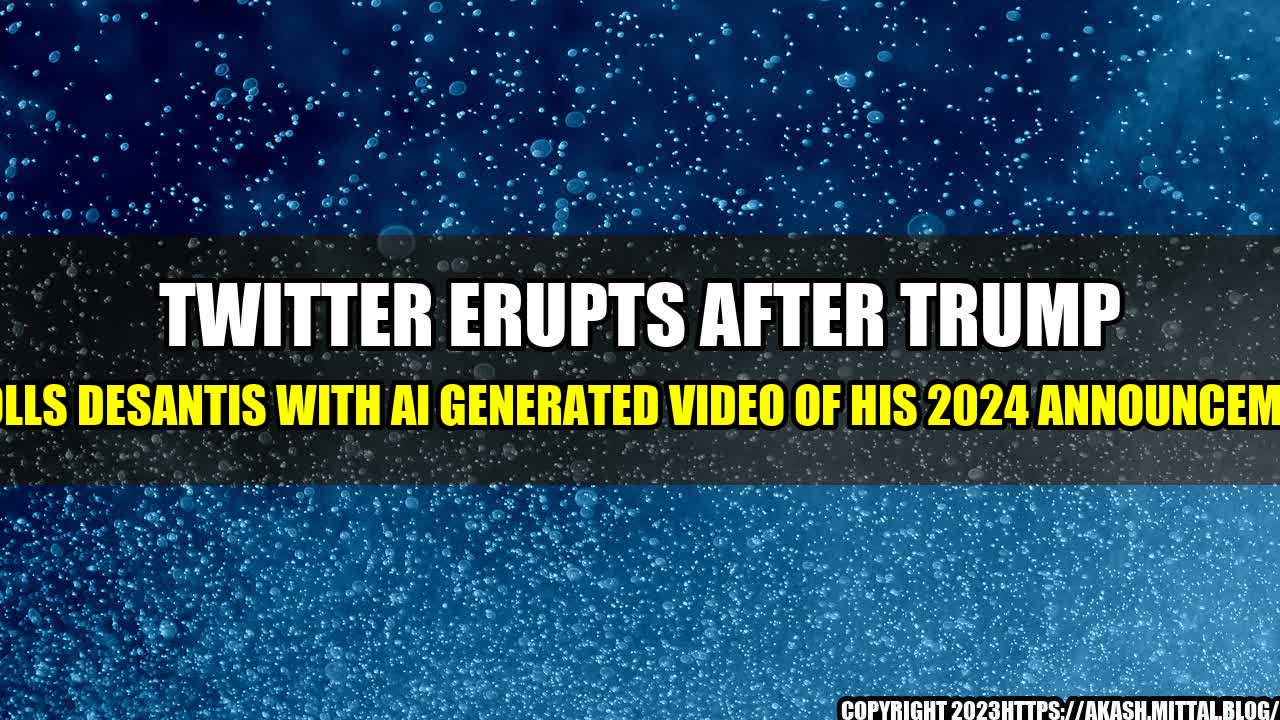 TWITTER ERUPTS AFTER TRUMP
OLLS DESANTIS WITH AI GENERATED VIDEO OF HIS 2024 ANNOUNCEM
COPYRIGHT 2023HTTPS://AKASH.MITTAL.BLOG/